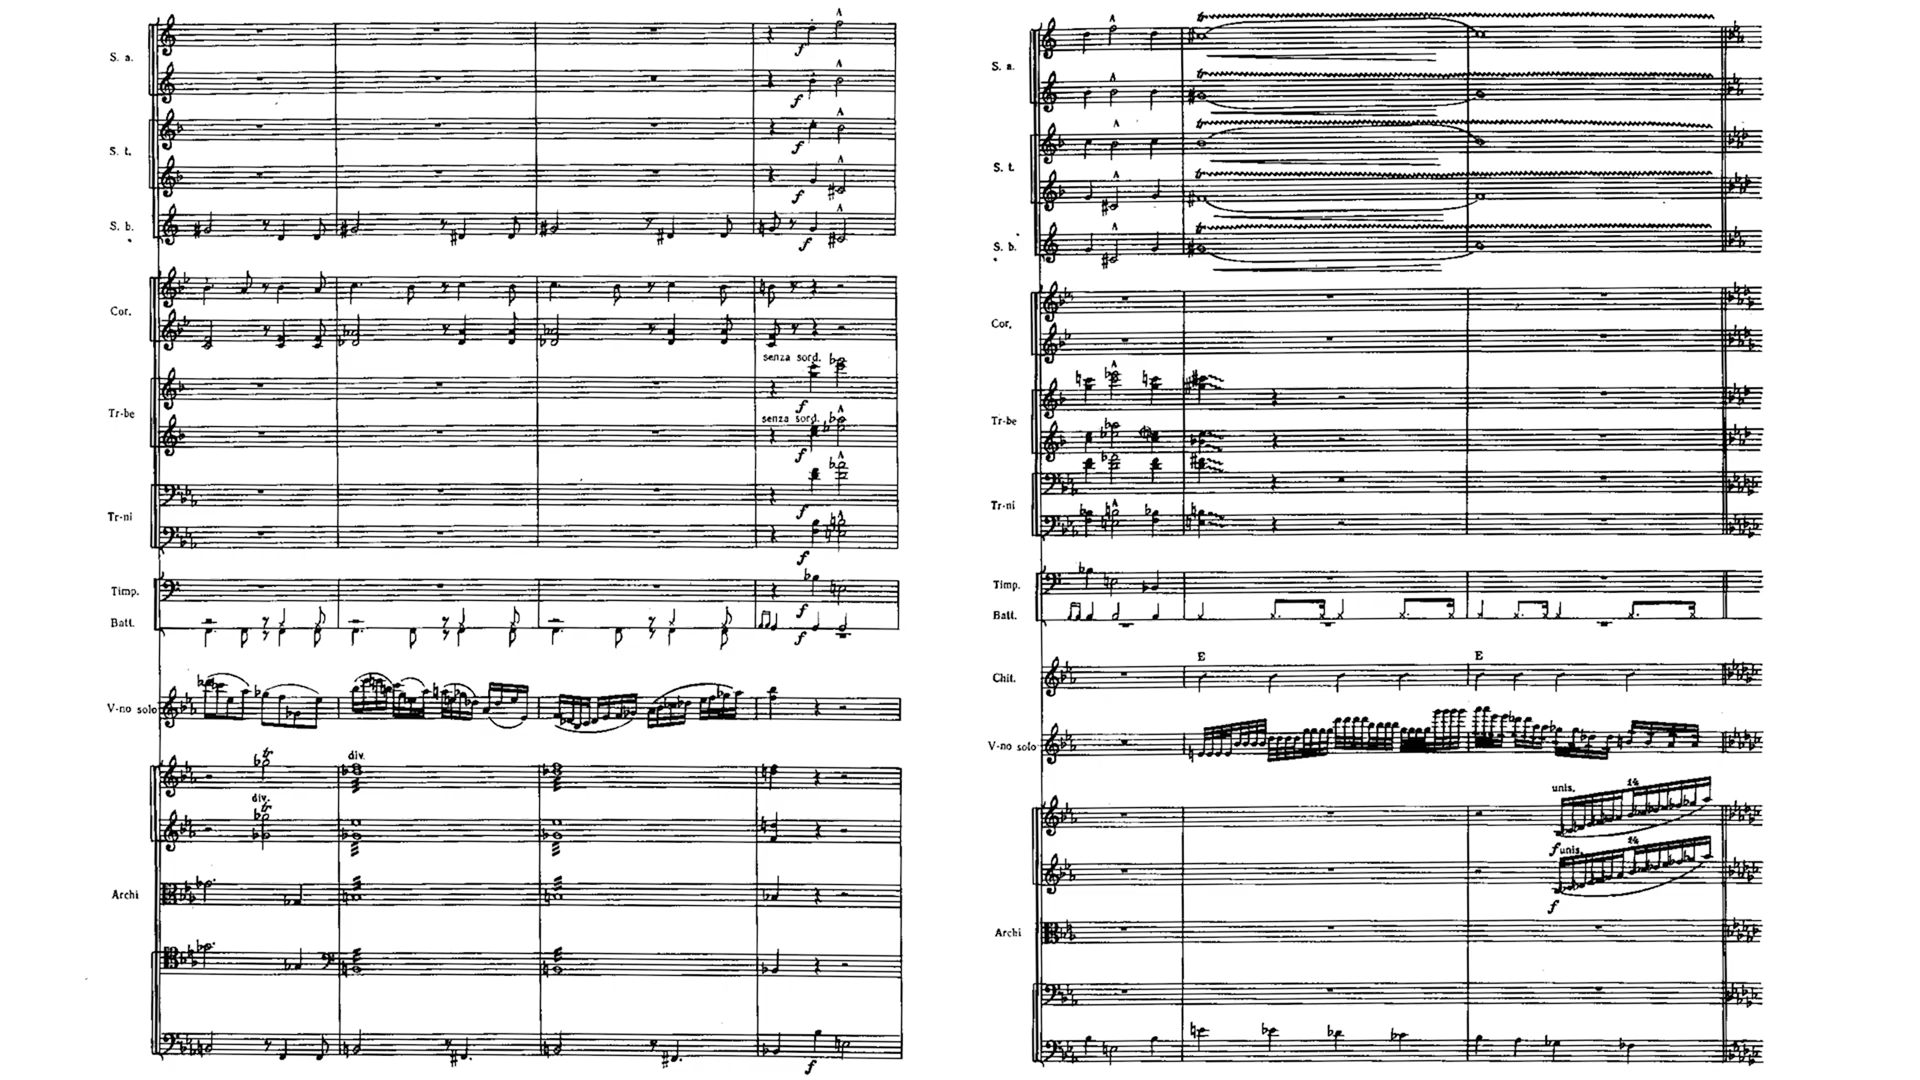 S. a.
S. t.
S. b.
Cor.
senza sord.
Tr-be
f
senza sord.
f
Tr-ni
f
f
Timp.
f
Batt.
f
V-no solo
div.
div.
Archi
f
S. a.
S. t.
S. b.
Cor.
Tr-be
Tr-ni
Timp.
Batt.
E E
Chit.
V-no solo
unis. 14
f unis. 14
f
Archi